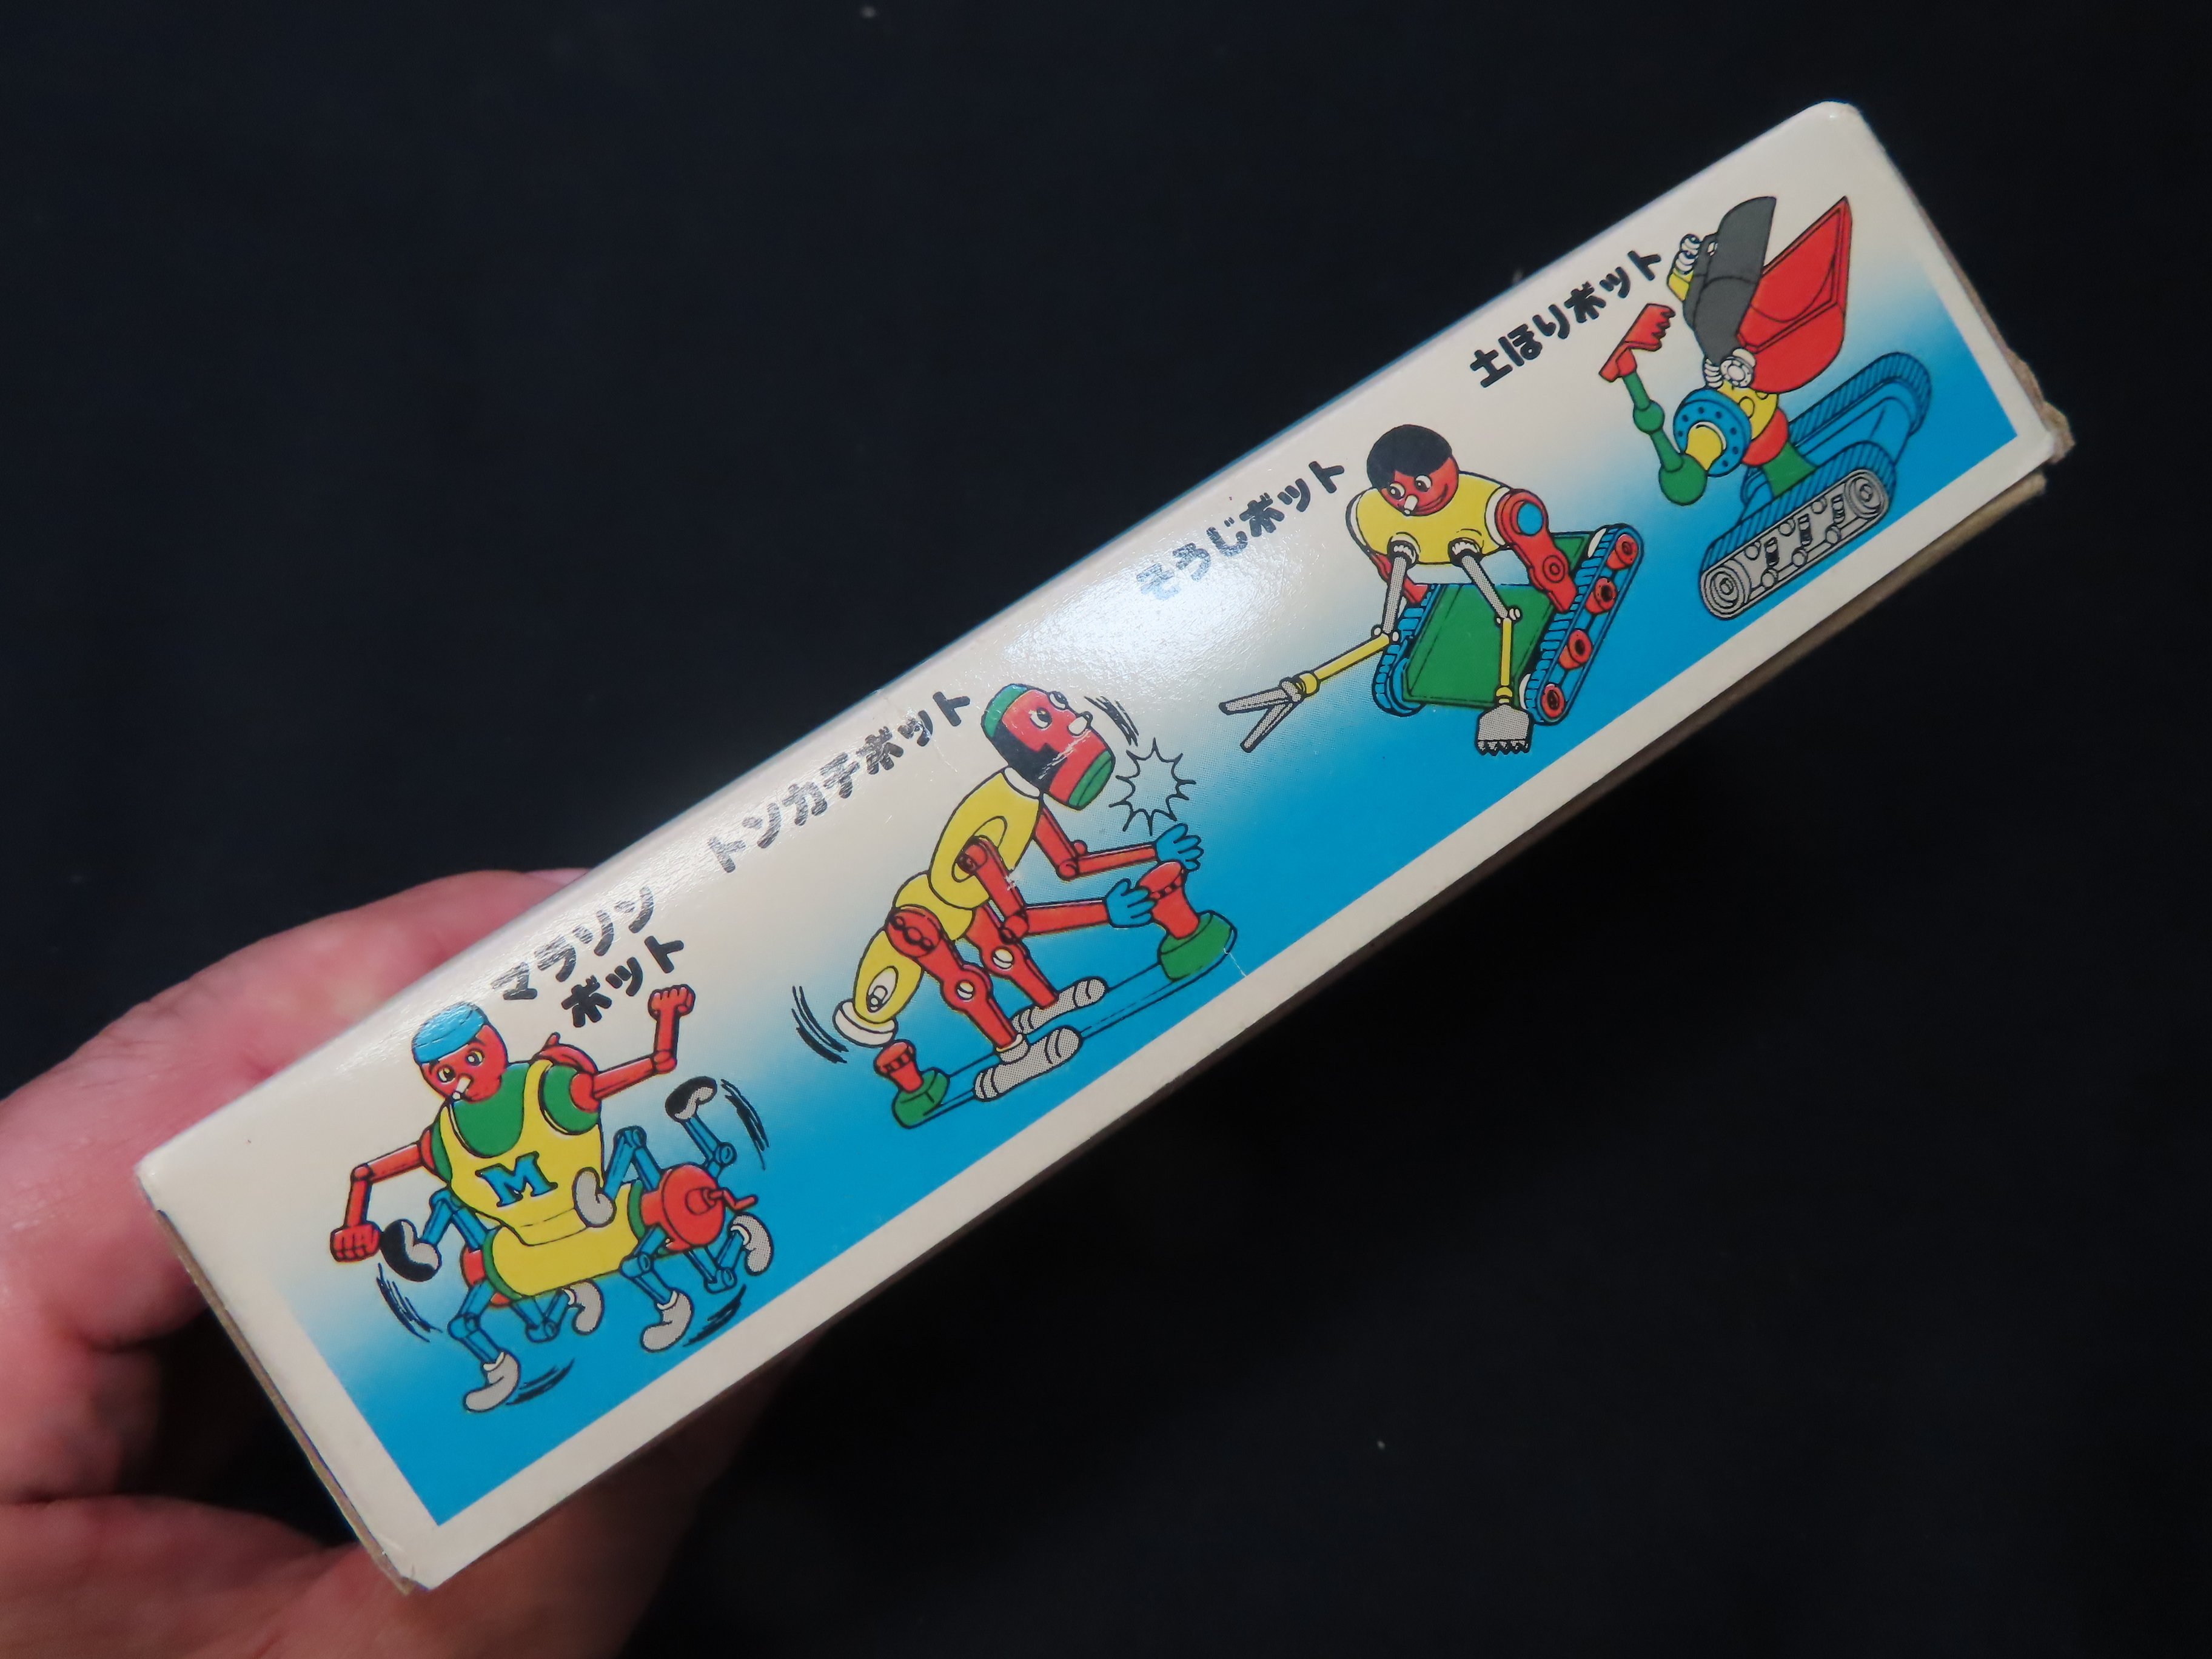 マラソン
ボット
トンカチボット
そうじボット
土ほりボット
M